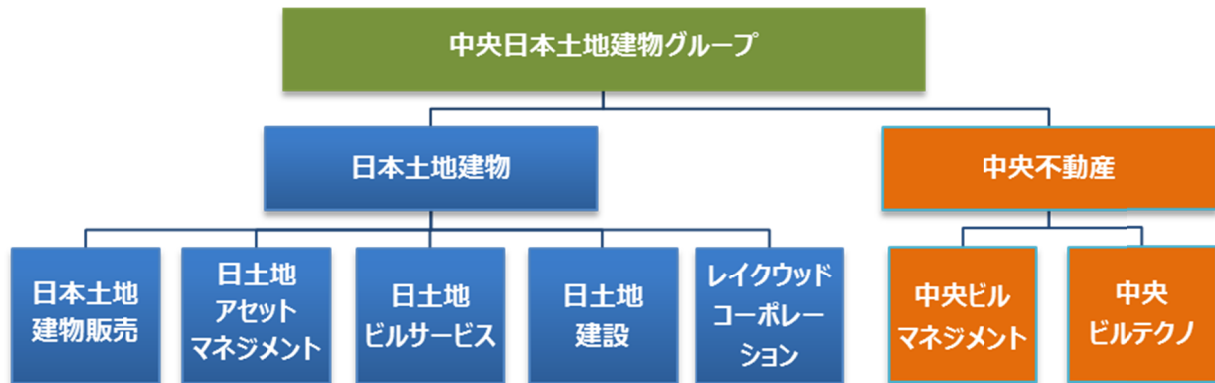 中央日本土地建物グループ
日本土地建物
中央不動産
日本土地
建物販売
日土地
アセット
マネジメント
日土地
ビルサービス
日土地
建設
レイクウッド
コーポレー
ション
中央ビル
マネジメント
中央
ビルテクノ